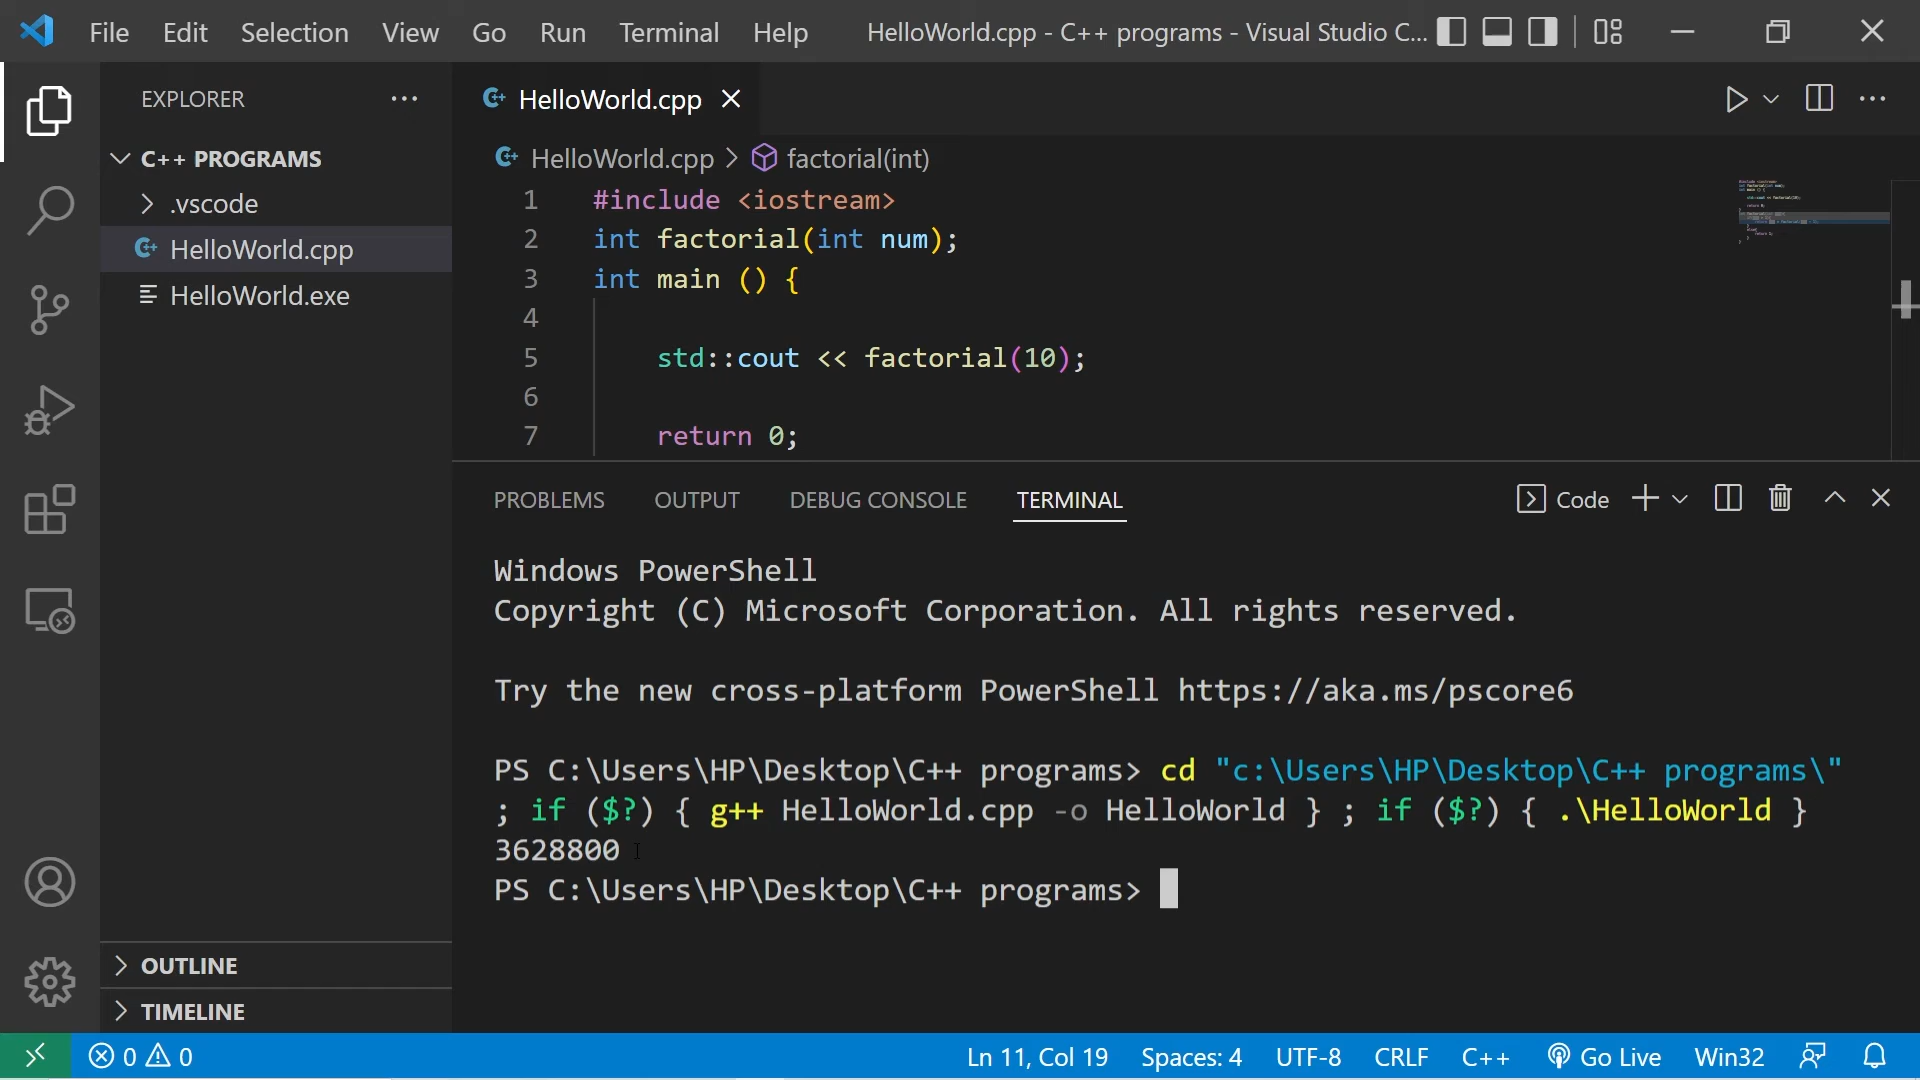 File Edit Selection View Go Run Terminal Help HelloWorld.cpp - C++ programs - Visual Studio C...
EXPLORER
C++ PROGRAMS
.vscode
HelloWorld.cpp
HelloWorld.exe
OUTLINE
TIMELINE
HelloWorld.cpp
HelloWorld.cpp > factorial(int)
1 #include <iostream>
2 int factorial(int num);
3 int main () {
4
5 std::cout << factorial(10);
6
7 return 0;
PROBLEMS OUTPUT DEBUG CONSOLE TERMINAL Code
Windows PowerShell
Copyright (C) Microsoft Corporation. All rights reserved.
Try the new cross-platform PowerShell https://aka.ms/pscore6
PS C:\Users\HP\Desktop\C++ programs> cd "c:\Users\HP\Desktop\C++ programs\"
; if ($?) { g++ HelloWorld.cpp -o HelloWorld } ; if ($?) { .\HelloWorld }
3628800
PS C:\Users\HP\Desktop\C++ programs>
0 0 Ln 11, Col 19 Spaces: 4 UTF-8 CRLF C++ Go Live Win32